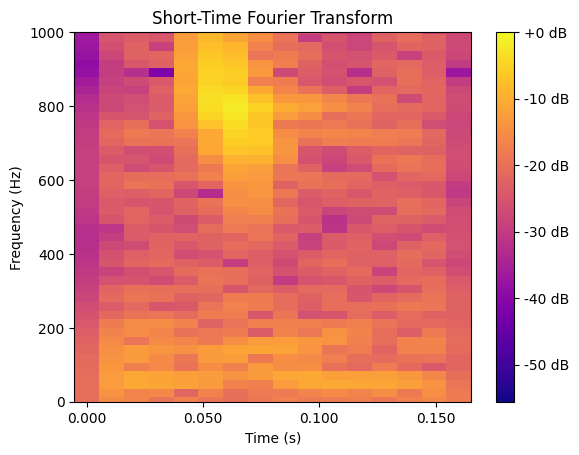 Short-Time Fourier Transform
1000
800
600
400
200
0
Frequency (Hz)
0.000
0.050
0.100
0.150
Time (s)
+0 dB
-10 dB
-20 dB
-30 dB
-40 dB
-50 dB